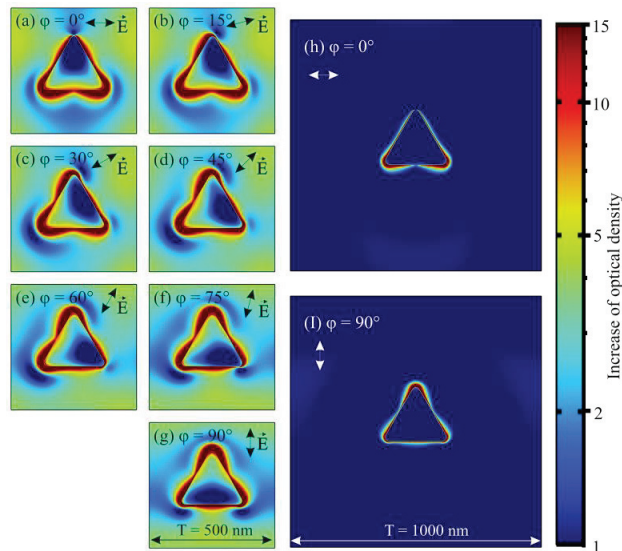 (a) φ = 0° E
(b) φ = 15° E
(c) φ = 30° E
(d) φ = 45° E
(e) φ = 60° E
(f) φ = 75° E
(g) φ = 90° E
T = 500 nm
(h) φ = 0°
(I) φ = 90°
T = 1000 nm
15
10
5
2
1
Increase of optical density